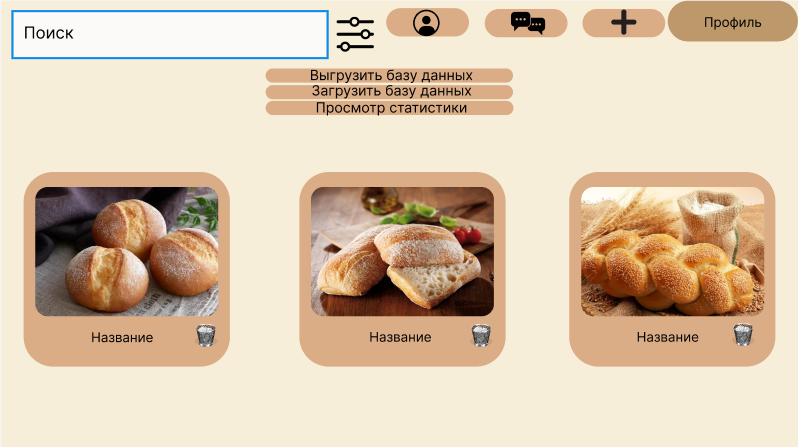 Поиск
Профиль
Выгрузить базу данных
Загрузить базу данных
Просмотр статистики
Название
Название
Название